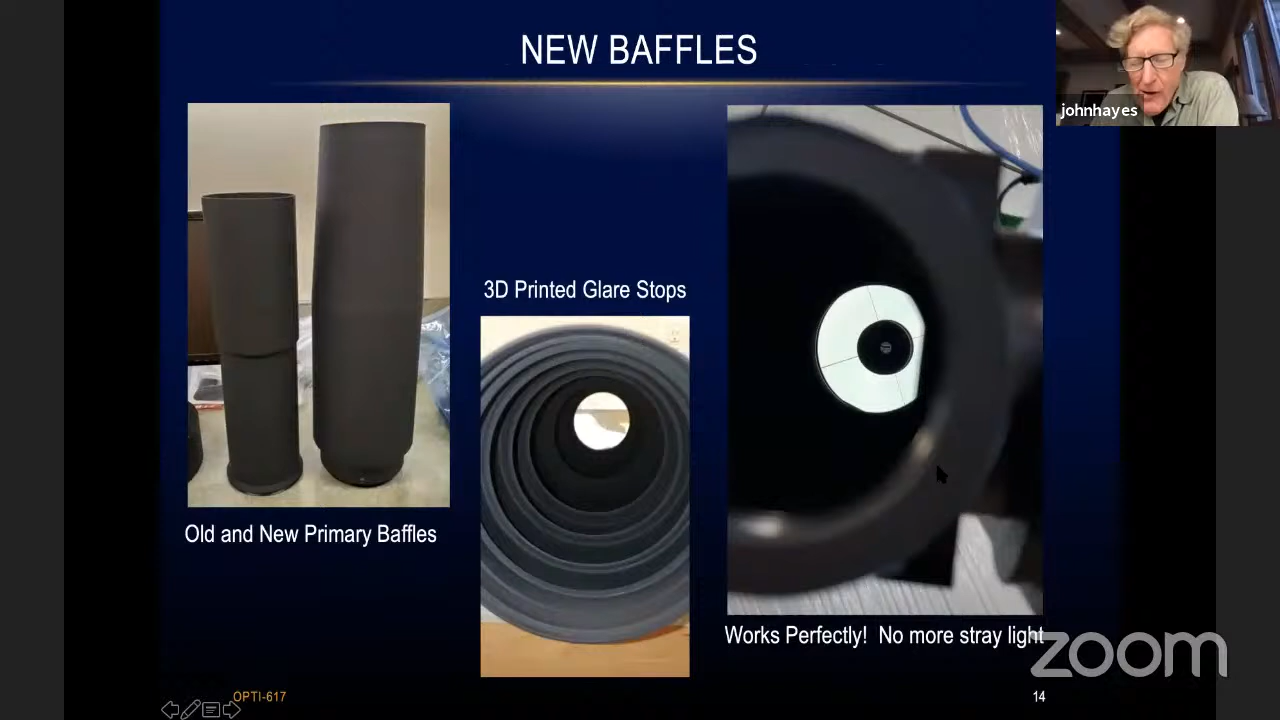 NEW BAFFLES
johnhayes
3D Printed Glare Stops
Old and New Primary Baffles
Works Perfectly! No more stray light
zoom
OPTI-617
14